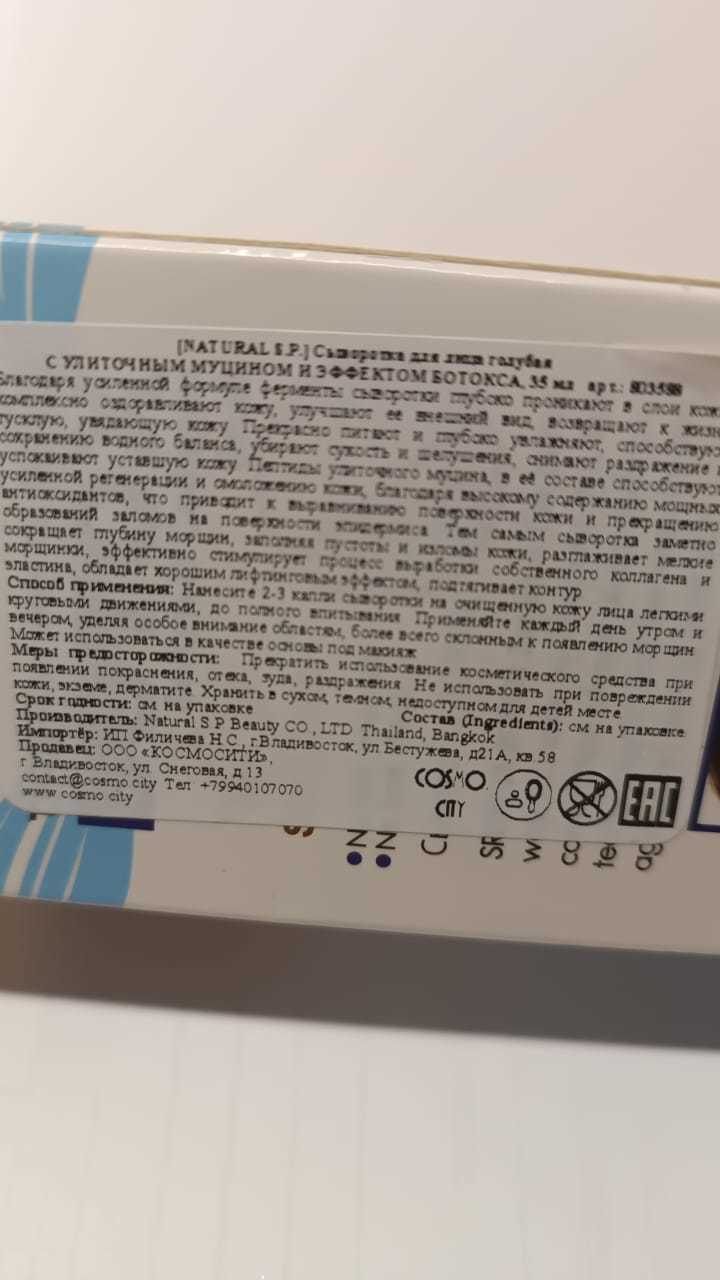 [NATURAL S.P.] Сыворотка для лица голубая
С УЛИТОЧНЫМ МУЦИНОМ И ЭФФЕКТОМ БОТОКСА, 35 мл арт.: 803588
Благодаря усиленной формуле ферменты сыворотки глубоко проникают в слои кожи
комплексно оздоравливают кожу, улучшают её внешний вид, возвращают к жизни
тусклую, увядающую кожу Прекрасно питают и глубоко увлажняют, способствую
сохранению водного баланса, убирают сухость и шелушения, снимают раздражение и
успокаивают уставшую кожу Пептиды улиточного муцина, в её составе способствуют
усиленной регенерации и омоложению кожи, благодаря высокому содержанию мощных
антиоксидантов, что приводит к выравниванию поверхности кожи и прекращению
образований заломов на поверхности эпидермиса Тем самым сыворотка заметно
сокращает глубину морщин, заполняя пустоты и изломы кожи, разглаживает мелкие
морщинки, эффективно стимулирует процесс выработки собственного коллагена и
эластина, обладает хорошим лифтинговым эффектом, подтягивает контур
Способ применения: Нанесите 2-3 капли сыворотки на очищенную кожу лица легкими
круговыми движениями, до полного впитывания Применяйте каждый день утром и
вечером, уделяя особое внимание областям, более всего склонным к появлению морщин
Может использоваться в качестве основы под макияж
Меры предосторожности: Прекратить использование косметического средства при
появлении покраснения, отека, зуда, раздражения Не использовать при повреждении
кожи, экземе, дерматите. Хранить в сухом, темном, недоступном для детей месте
Срок годности: см. на упаковке Состав (Ingredients): см. на упаковке
Производитель: Natural S P Beauty CO., LTD Thailand, Bangkok
Импортёр: ИП Филичева Н.С., г.Владивосток, ул. Бестужева, д21А, кв.58
Продавец: ООО «КОСМОСИТИ»,
г Владивосток, ул. Снеговая, д 13
contact@cosmo.city Тел +79940107070
www cosmo city
COSMO
CITY
EAC